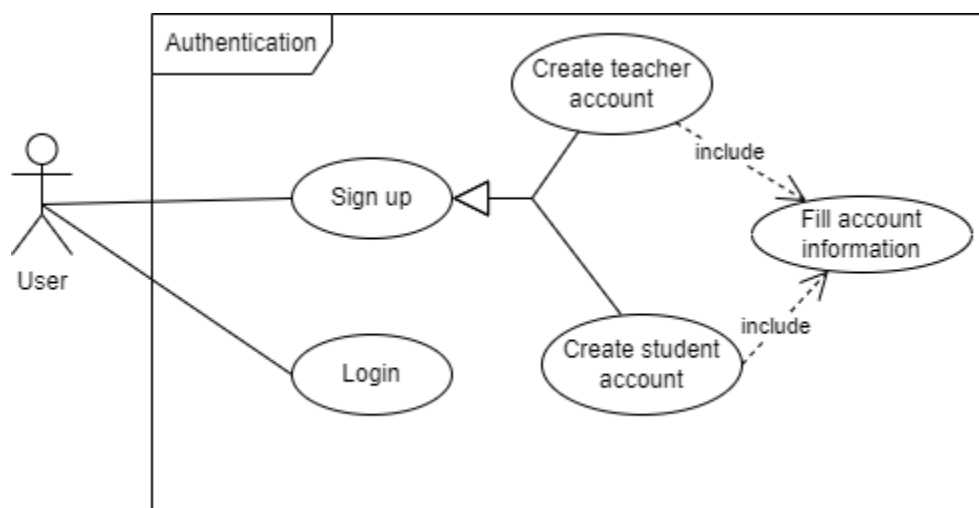 Authentication
Create teacher
account
include
Sign up
Fill account
information
User
include
Create student
account
Login